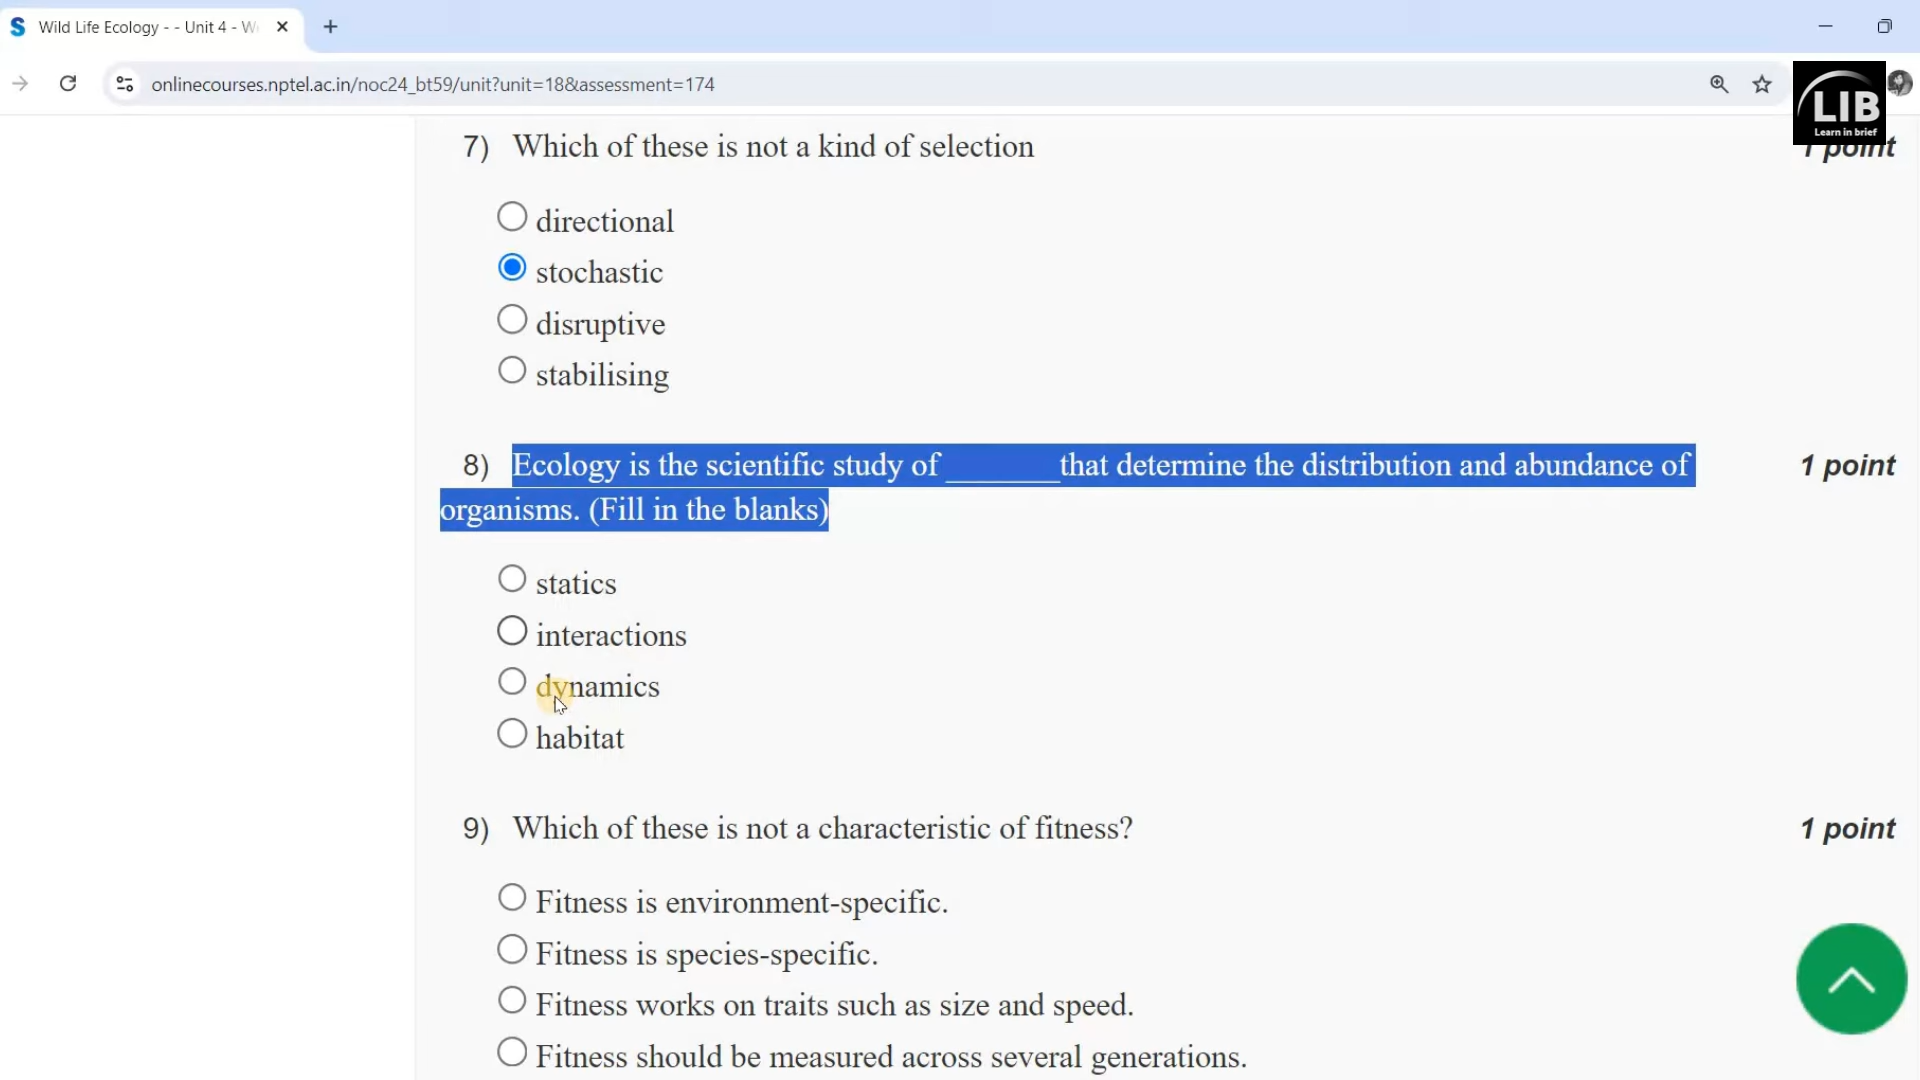 Wild Life Ecology - - Unit 4 - W
onlinecourses.nptel.ac.in/noc24_bt59/unit?unit=18&assessment=174
LIB
Learn in brief
7) Which of these is not a kind of selection
1 point
directional
stochastic
disruptive
stabilising
8) Ecology is the scientific study of _______that determine the distribution and abundance of 1 point
organisms. (Fill in the blanks)
statics
interactions
dynamics
habitat
9) Which of these is not a characteristic of fitness? 1 point
Fitness is environment-specific.
Fitness is species-specific.
Fitness works on traits such as size and speed.
Fitness should be measured across several generations.